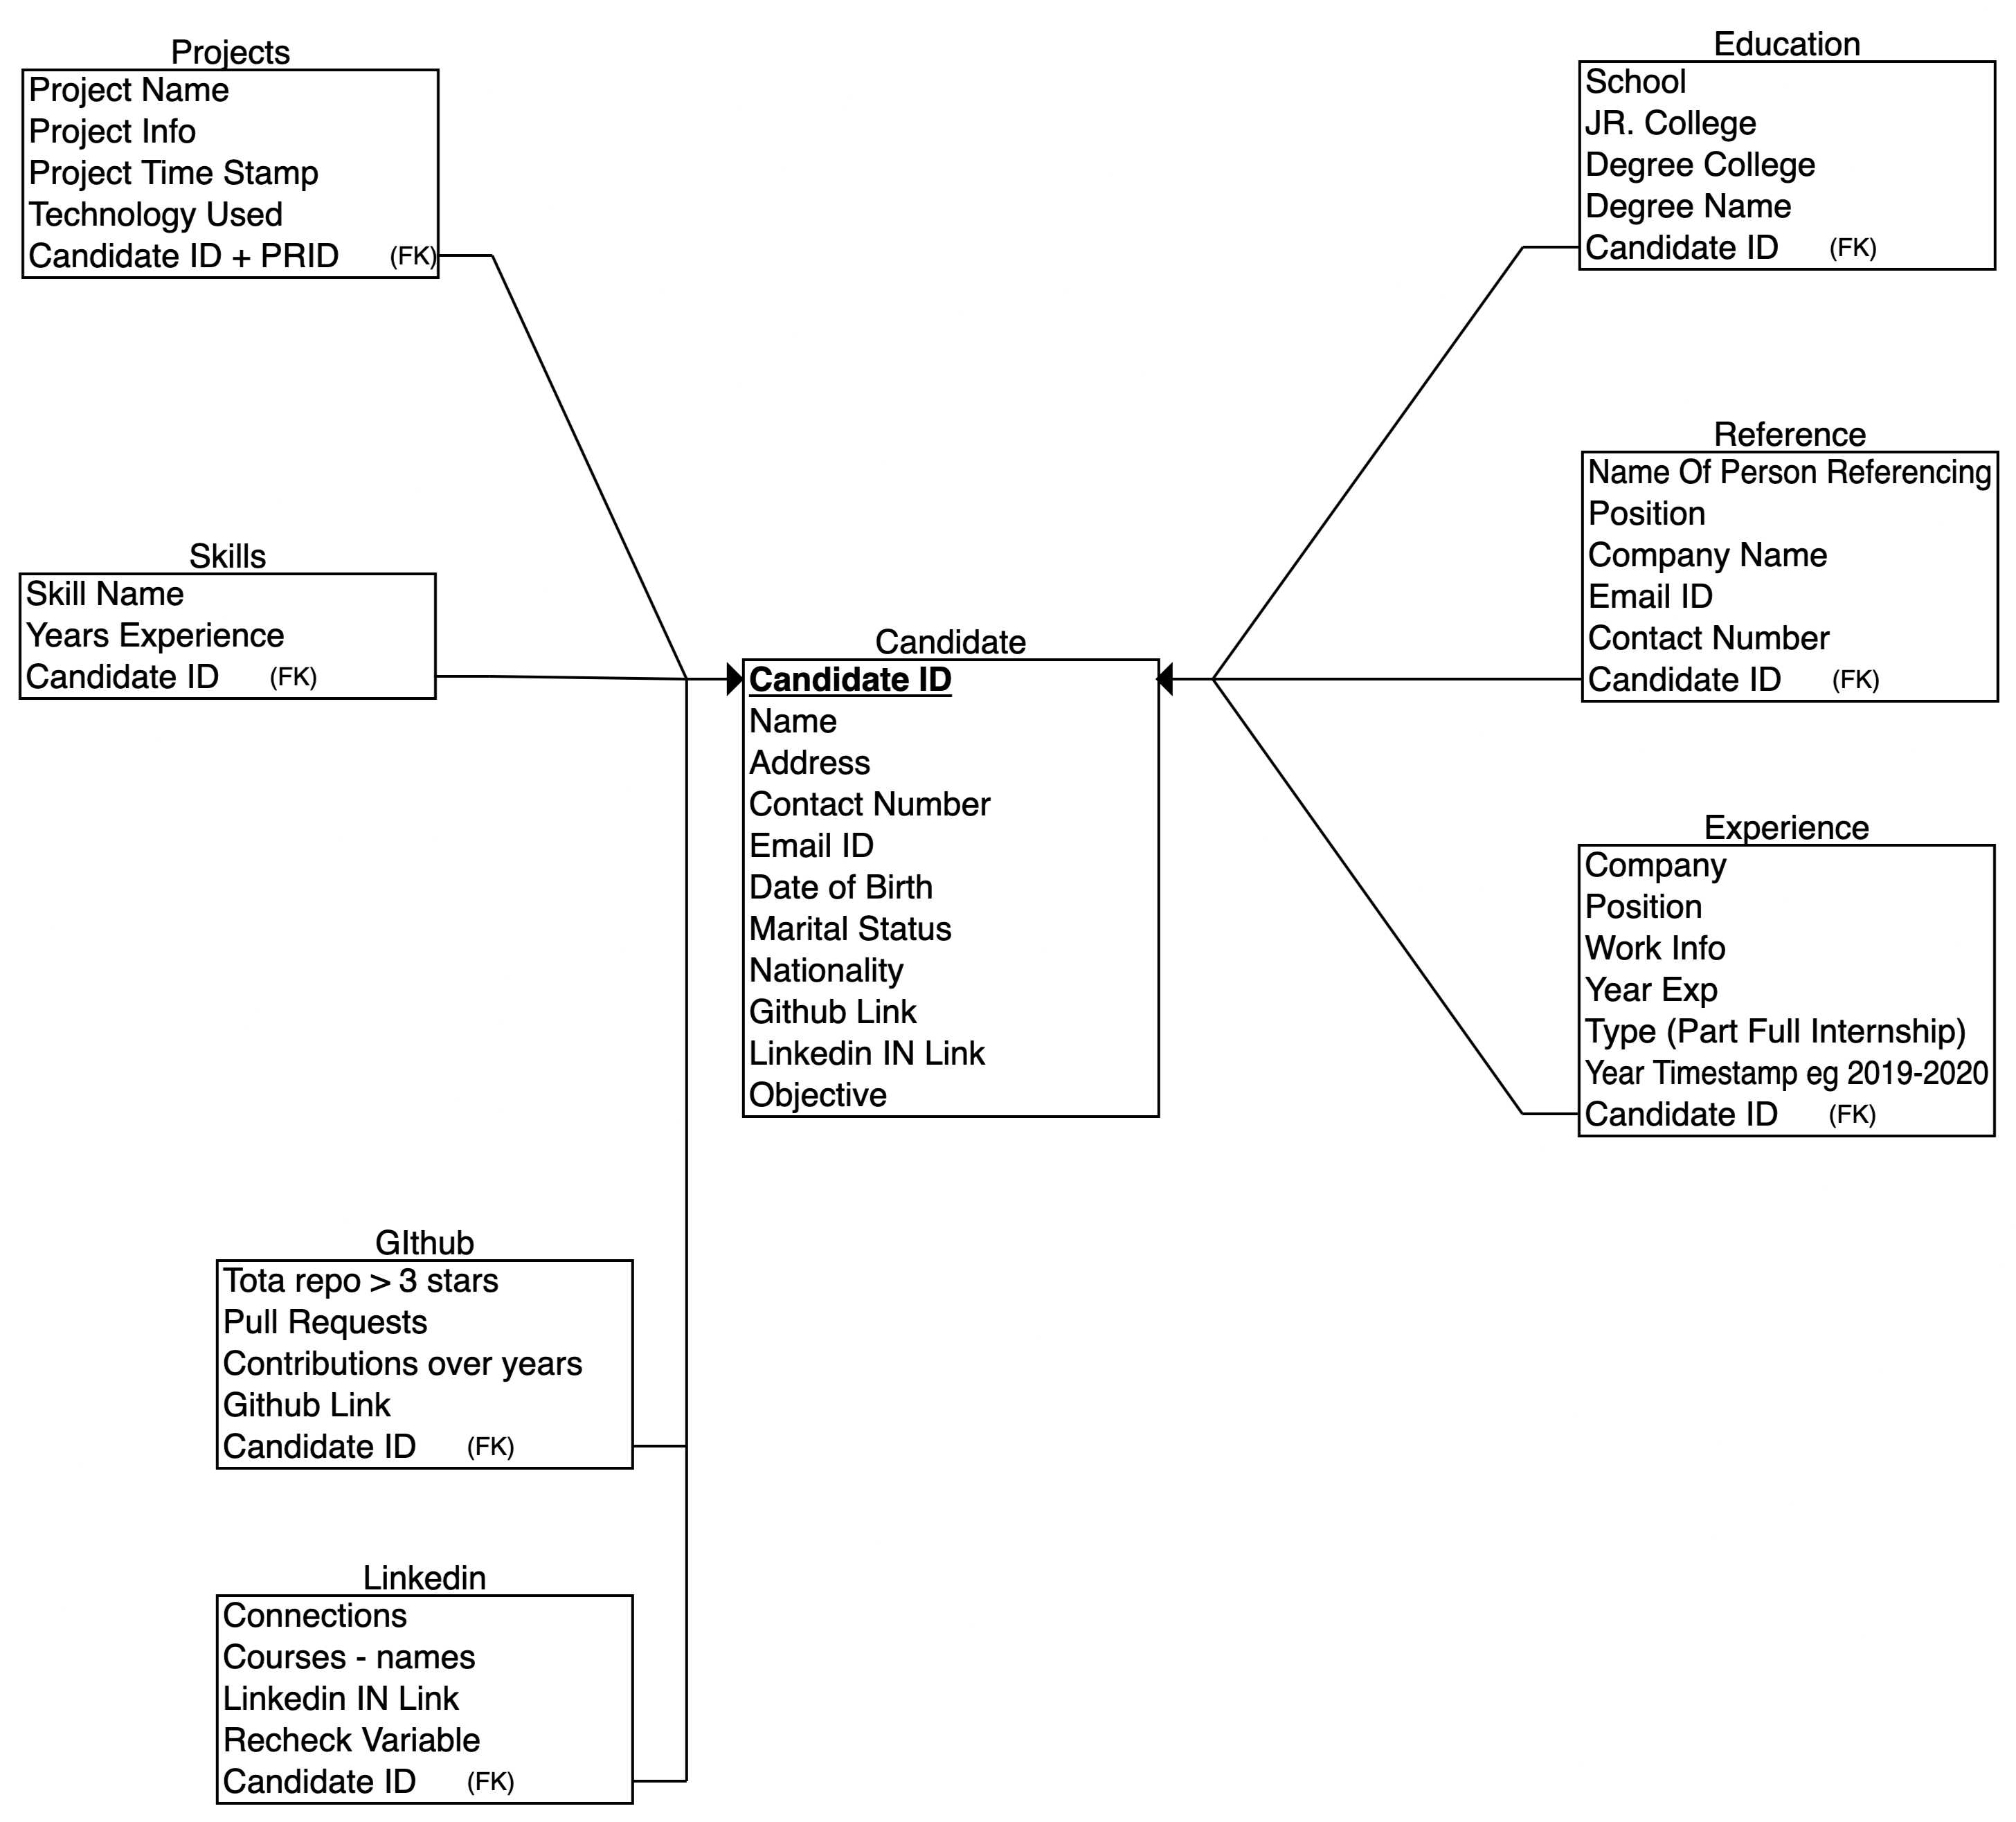 Projects
Project Name
Project Info
Project Time Stamp
Technology Used
Candidate ID + PRID (FK)
Skills
Skill Name
Years Experience
Candidate ID (FK)
Candidate
Candidate ID
Name
Address
Contact Number
Email ID
Date of Birth
Marital Status
Nationality
Github Link
Linkedin IN Link
Objective
Education
School
JR. College
Degree College
Degree Name
Candidate ID (FK)
Reference
Name Of Person Referencing
Position
Company Name
Email ID
Contact Number
Candidate ID (FK)
Experience
Company
Position
Work Info
Year Exp
Type (Part Full Internship)
Year Timestamp eg 2019-2020
Candidate ID (FK)
GIthub
Tota repo > 3 stars
Pull Requests
Contributions over years
Github Link
Candidate ID (FK)
Linkedin
Connections
Courses - names
Linkedin IN Link
Recheck Variable
Candidate ID (FK)